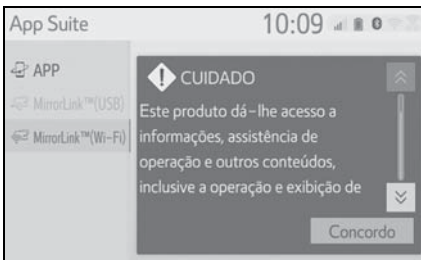 App Suite
10:09
APP
MirrorLink™(USB)
MirrorLink™(Wi-Fi)
CUIDADO
Este produto dá-lhe acesso a
informações, assistência de
operação e outros conteúdos,
inclusive a operação e exibição de
Concordo